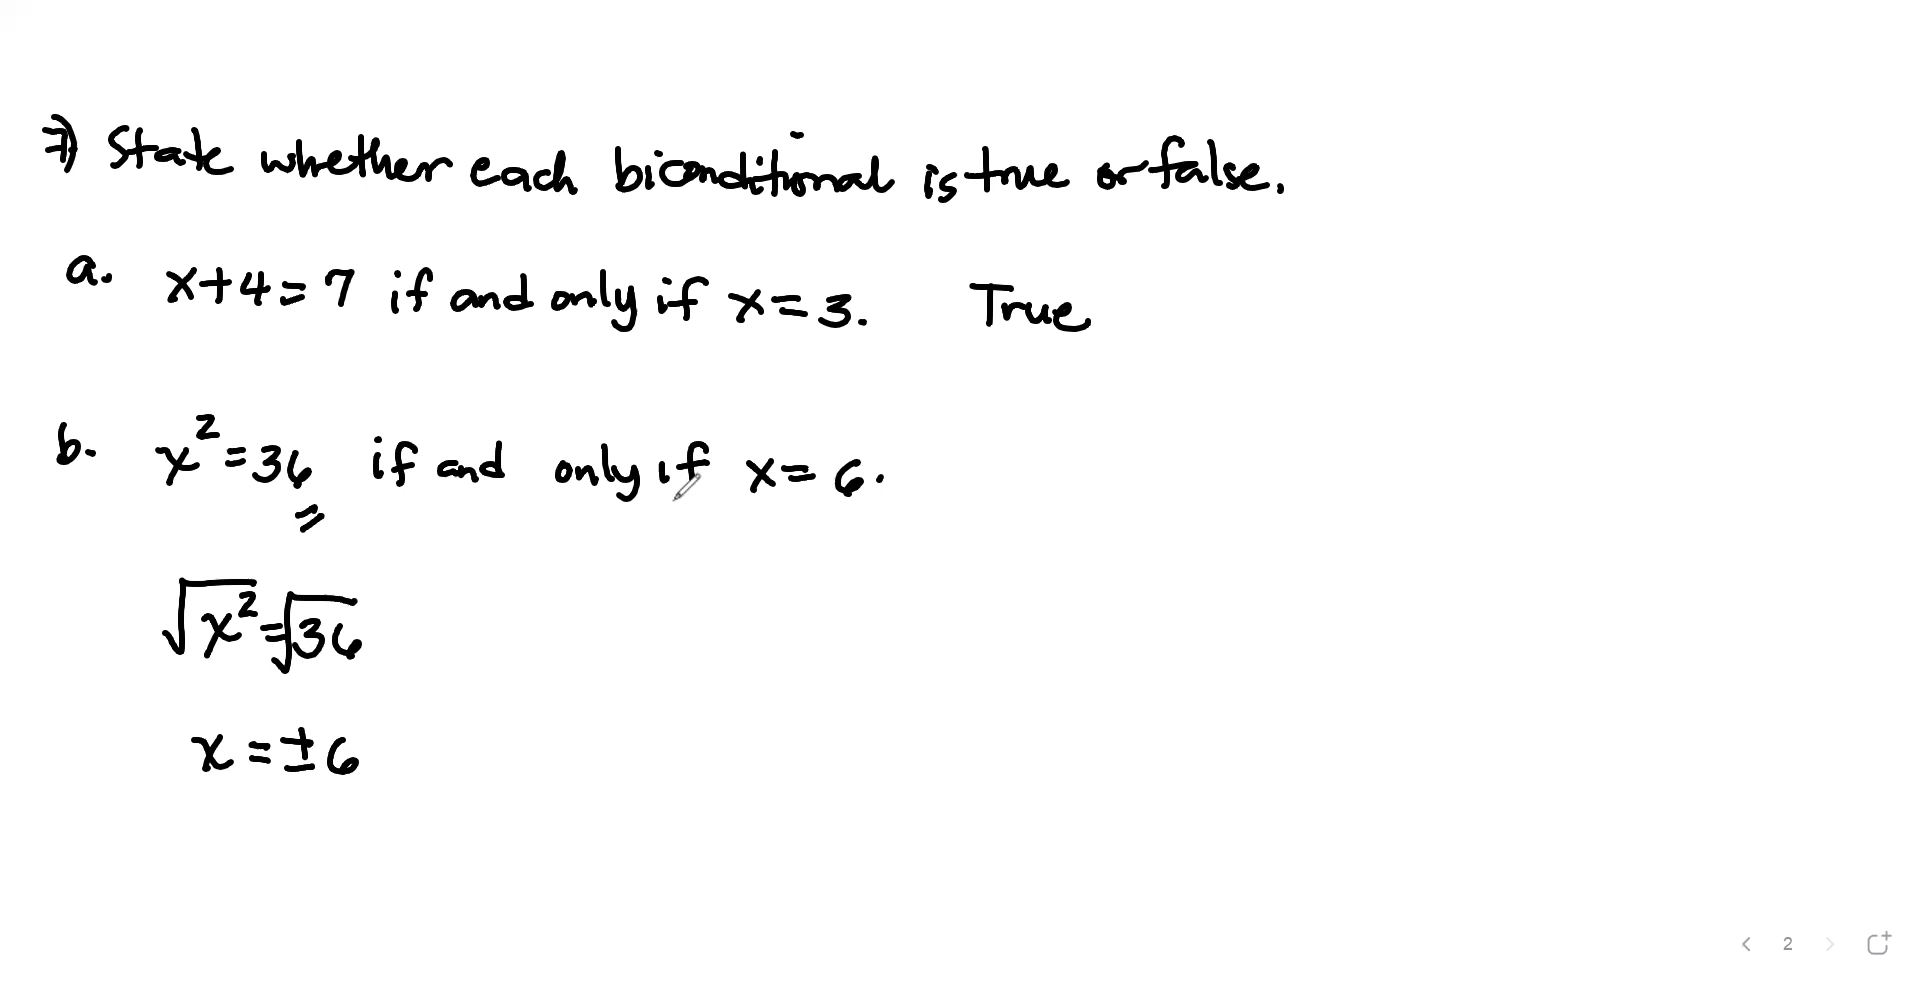 7) State whether each biconditional is true or false.
a. x+4=7 if and only if x=3. True
b. x²=36 if and only if x=6.
√x²=√36
x=±6
2